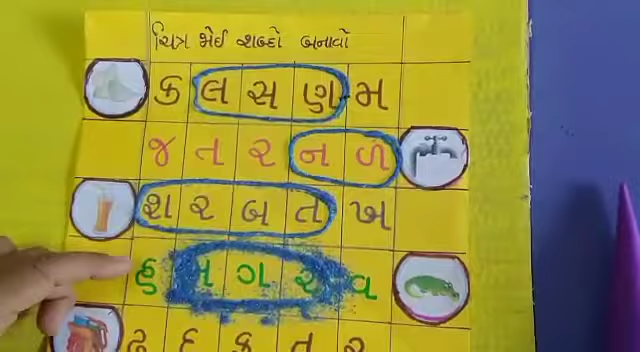 ચિત્ર જોઈ શબ્દો બનાવો
ક લ સ ણ મ
જ ત ર ન ળ
શ ર બ ત ખ
હ મ ગ ર વ
ઢ દ ક ત ર